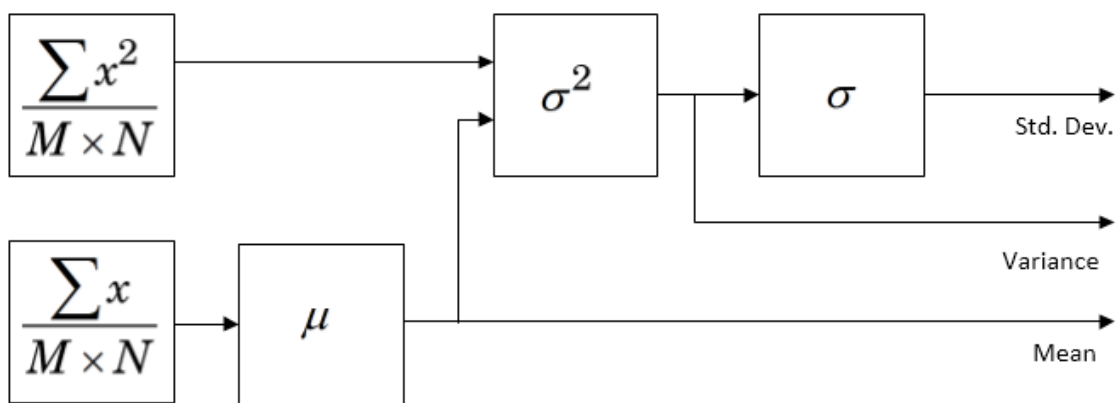 ∑x²
M × N
σ²
σ
Std. Dev.
Variance
∑x
M × N
μ
Mean